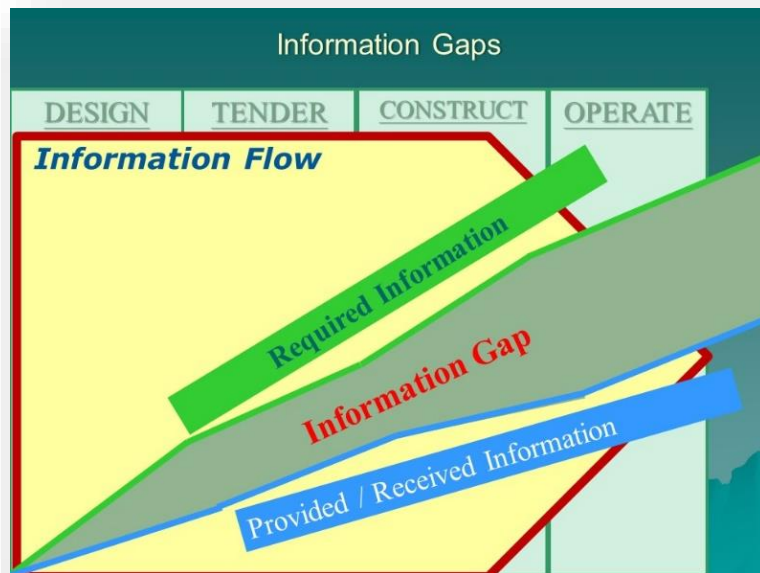 Information Gaps
DESIGN
TENDER
CONSTRUCT
OPERATE
Information Flow
Required Information
Information Gap
Provided / Received Information